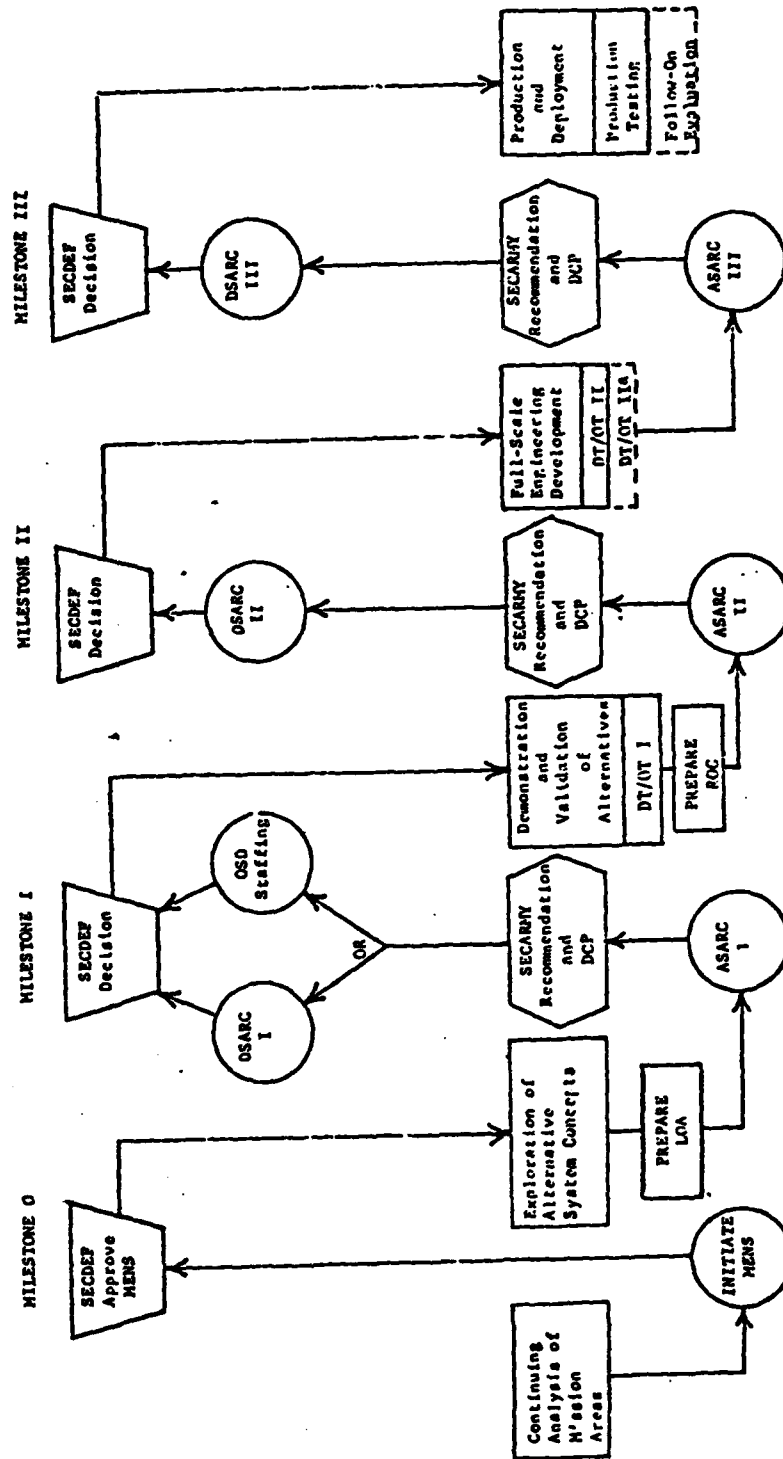 MILESTONE 0
MILESTONE I
MILESTONE II
MILESTONE III
SECDEF
Approve
MENS
SECDEF
Decision
SECDEF
Decision
SECDEF
Decision
DSARC
I
OSD
Staffing
DSARC
II
DSARC
III
OR
Continuing
Analysis of
M'ssion
Areas
Exploration of
Alternative
System Concepts
SECARMY
Recommendation
and
DCP
Demonstration
and
Validation
of
Alternatives
DT/OT I
SECARMY
Recommendation
and
DCP
Full-Scale
Engineering
Development
DT/OT II
DT/OT IIa
SECARMY
Recommendation
and
DCP
Production
and
Deployment
Production
Testing
Follow-On
Evaluation
PREPARE
LOA
PREPARE
ROC
INITIATE
MENS
ASARC
I
ASARC
II
ASARC
III